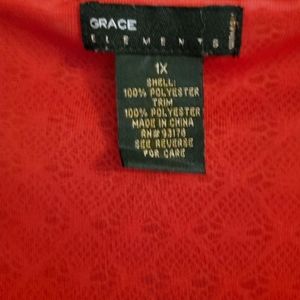 GRACE
ELEMENTS
1X
SHELL:
100% POLYESTER
TRIM
100% POLYESTER
MADE IN CHINA
RN# 93178
SEE REVERSE
FOR CARE